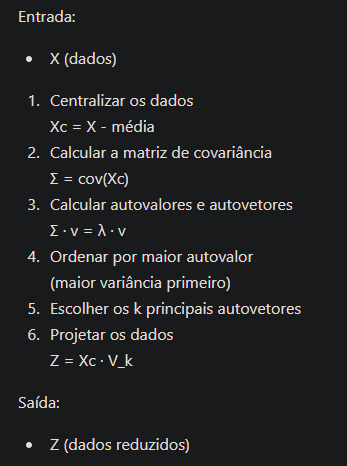 Entrada:
• X (dados)
1. Centralizar os dados
Xc = X - média
2. Calcular a matriz de covariância
Σ = cov(Xc)
3. Calcular autovalores e autovetores
Σ · v = λ · v
4. Ordenar por maior autovalor
(maior variância primeiro)
5. Escolher os k principais autovetores
6. Projetar os dados
Z = Xc · V_k
Saída:
• Z (dados reduzidos)